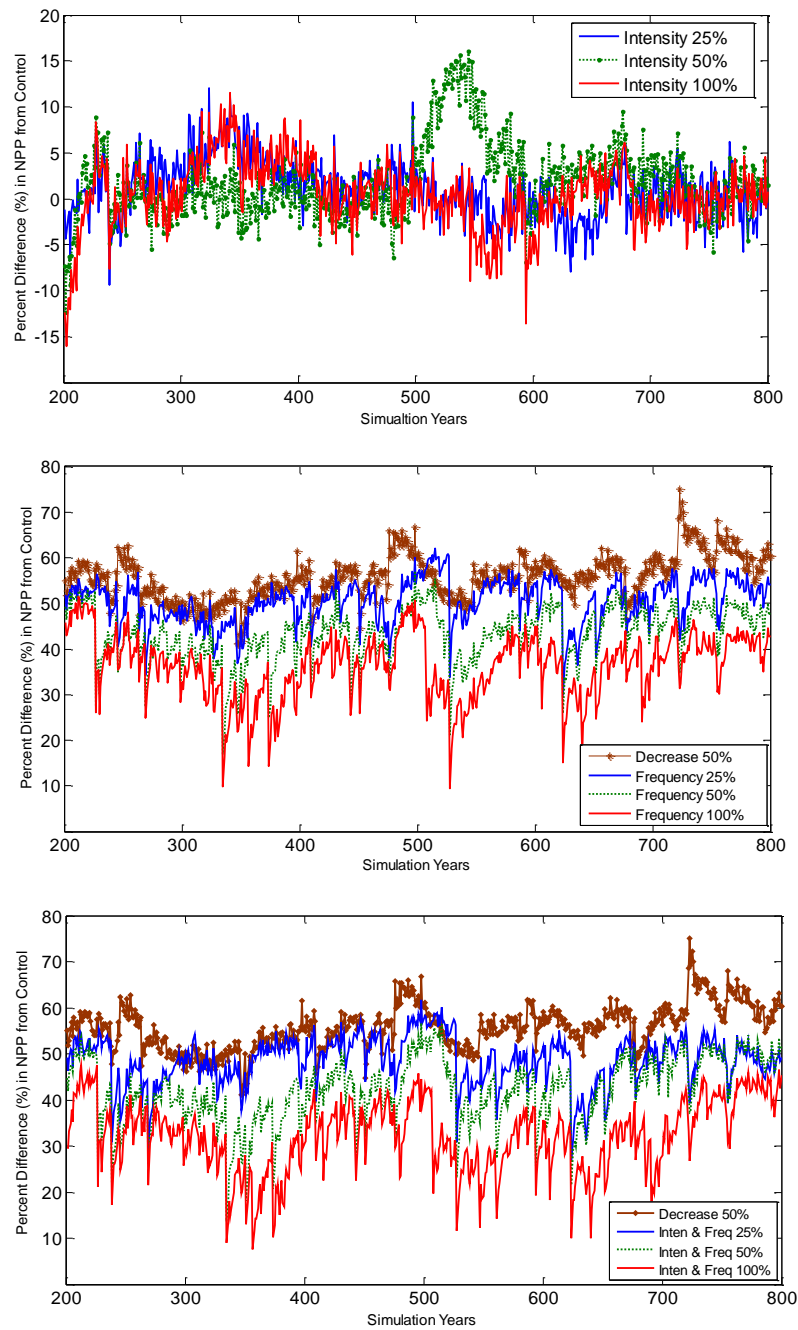 20
15
10
5
0
-5
-10
-15
200
300
400
500
600
700
800
Percent Difference (%) in NPP from Control
Simualtion Years
Intensity 25%
Intensity 50%
Intensity 100%
80
70
60
50
40
30
20
10
200
300
400
500
600
700
800
Percent Difference (%) in NPP from Control
Simulation Years
Decrease 50%
Frequency 25%
Frequency 50%
Frequency 100%
80
70
60
50
40
30
20
10
200
300
400
500
600
700
800
Percent Difference (%) in NPP from Control
Simulation Years
Decrease 50%
Inten & Freq 25%
Inten & Freq 50%
Inten & Freq 100%